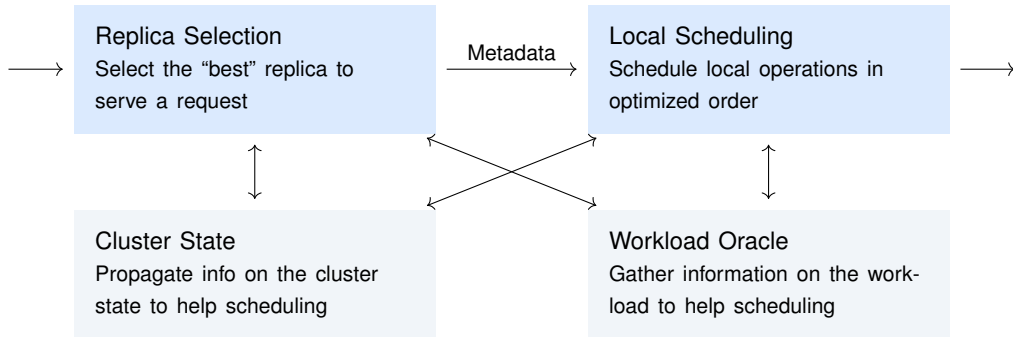 Replica Selection
Select the “best” replica to
serve a request
Metadata
Local Scheduling
Schedule local operations in
optimized order
Cluster State
Propagate info on the cluster
state to help scheduling
Workload Oracle
Gather information on the work-
load to help scheduling